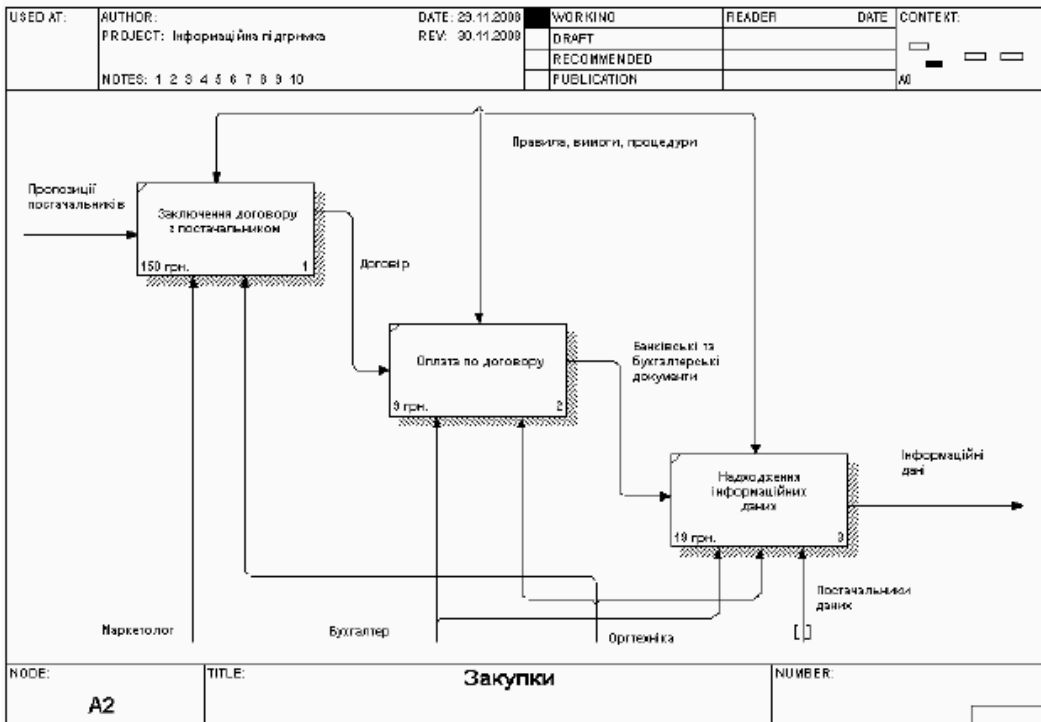 USED AT:
AUTHOR:
DATE: 29.11.2008
PROJECT: Інформаційна підтримка
REV: 30.11.2008
NOTES: 1 2 3 4 5 6 7 8 9 10
WORKING
DRAFT
RECOMMENDED
PUBLICATION
READER
DATE
CONTEXT:
A0
Правила, вимоги, процедури
Пропозиції
постачальників
Заключення договору
з постачальником
150 грн.
1
Договір
Оплата по договору
9 грн.
2
Банківські та
бухгалтерські
документи
Надходження
інформаційних
даних
19 грн.
3
Інформаційні
дані
Постачальники
даних
Маркетолог
Бухгалтер
Оргтехніка
NODE:
A2
TITLE:
Закупки
NUMBER: